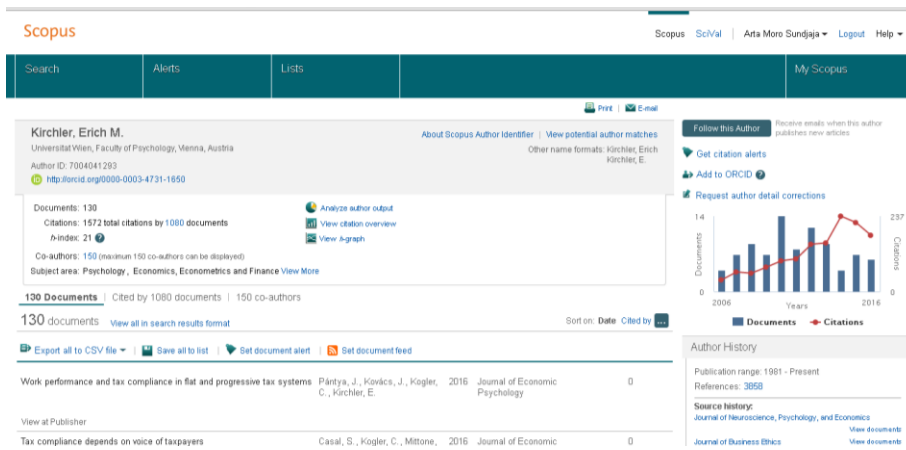 Scopus
Scopus SciVal Arta Moro Sundjaja Logout Help
Search Alerts Lists My Scopus
Print E-mail
Kirchler, Erich M.
Universitat Wien, Faculty of Psychology, Vienna, Austria
Author ID: 7004041293
http://orcid.org/0000-0003-4731-1650
About Scopus Author Identifier | View potential author matches
Other name formats: Kirchler, Erich
Kirchler, E.
Documents: 130
Citations: 1572 total citations by 1080 documents
h-index: 21
Co-authors: 150 (maximum 150 co-authors can be displayed)
Subject area: Psychology , Economics, Econometrics and Finance View More
Analyze author output
View citation overview
View h-graph
130 Documents | Cited by 1080 documents | 150 co-authors
130 documents View all in search results format
Sort on: Date Cited by ...
Export all to CSV file | Save all to list | Set document alert | Set document feed
Work performance and tax compliance in flat and progressive tax systems Pántya, J., Kovács, J., Kogler, 2016 Journal of Economic 0
C., Kirchler, E. Psychology
View at Publisher
Tax compliance depends on voice of taxpayers Casal, S., Kogler, C., Mittone, 2016 Journal of Economic 0
Follow this Author
Receive emails when this author
publishes new articles
Get citation alerts
Add to ORCID
Request author detail corrections
14 237
Documents
Citations
0 0
2006 Years 2016
Documents Citations
Author History
Publication range: 1981 - Present
References: 3858
Source history:
Journal of Neuroscience, Psychology, and Economics
View documents
Journal of Business Ethics View documents